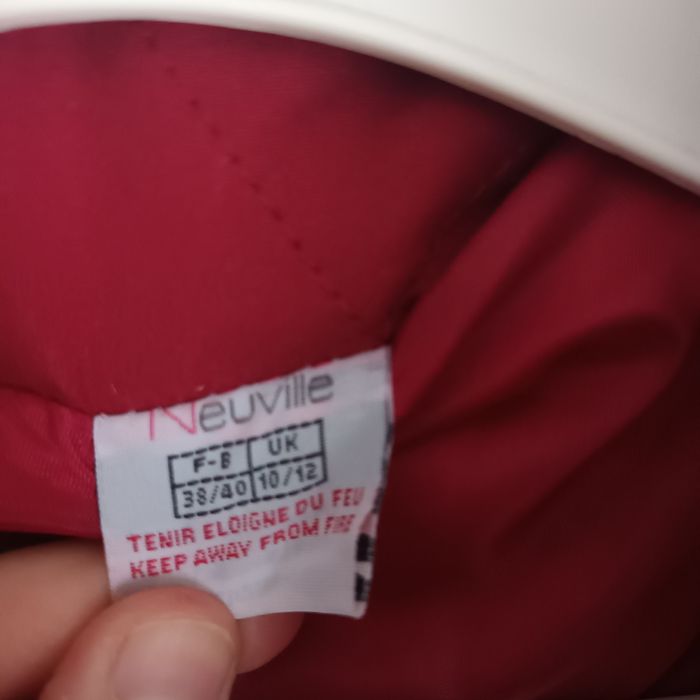 Neuville
F-B UK
38/40 10/12
TENIR ELOIGNE DU FEU
KEEP AWAY FROM FIRE